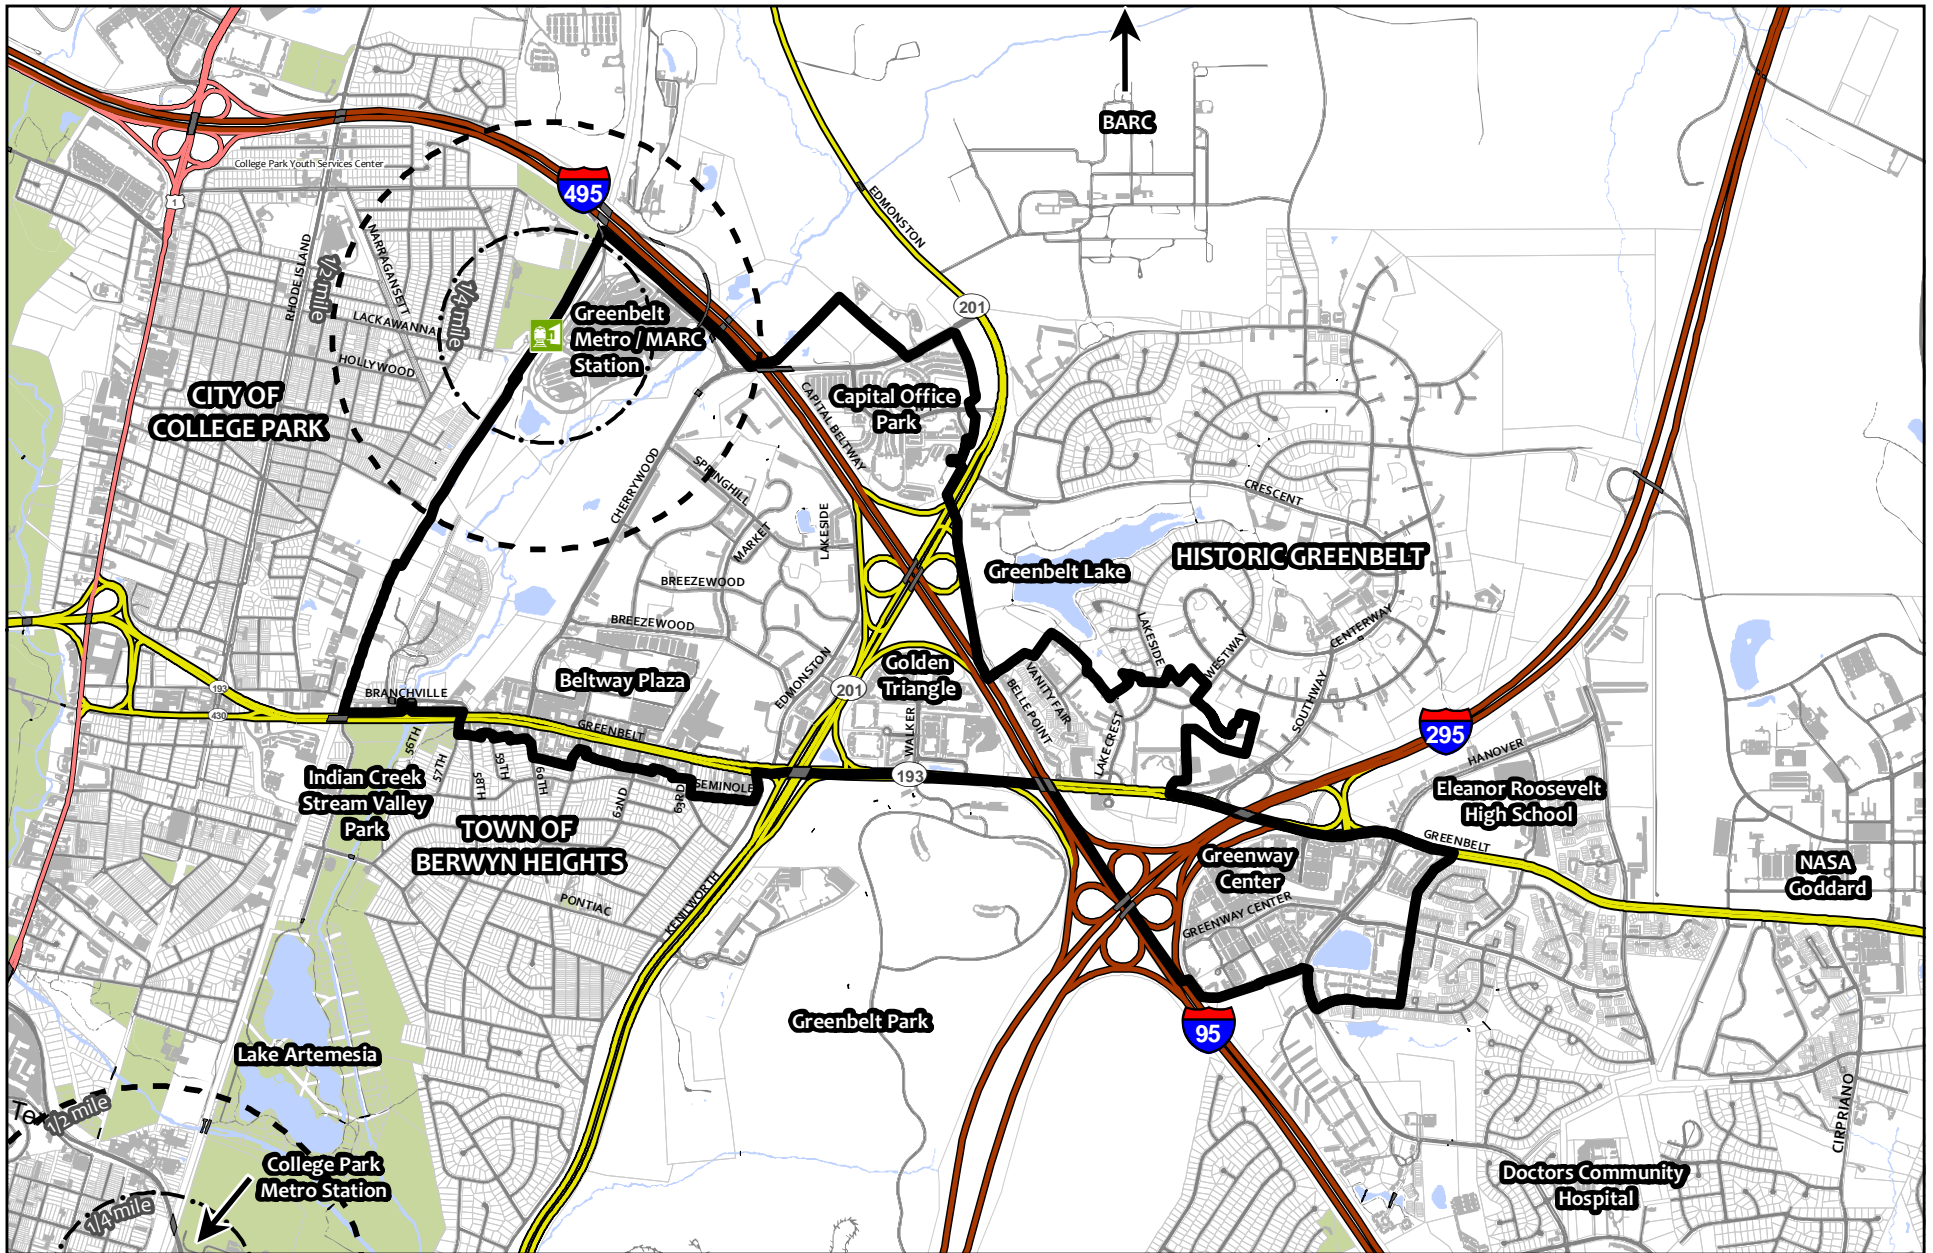 BARC
College Park Youth Services Center
495
1
EDMONSTON
RHODE ISLAND
1/2 mile
NARRAGANSETT
1/4 mile
LACKAWANNA
HOLLYWOOD
Greenbelt
Metro / MARC
Station
201
CITY OF
COLLEGE PARK
Capital Office
Park
CAPITAL BELTWAY
CHERRYWOOD
SPRINGHILL
MARKET
LAKESIDE
CRESCENT
BREEZEWOOD
BREEZEWOOD
Greenbelt Lake
HISTORIC GREENBELT
LAKESIDE
WESTWAY
CENTERWAY
SOUTHWAY
193
430
BRANCHVILLE
Beltway Plaza
GREENBELT
EDMONSTON
201
Golden
Triangle
WALKER
VANITY FAIR
BELLE POINT
LAKECREST
295
HANOVER
193
56TH
57TH
58TH
59TH
60TH
62ND
63RD
SEMINOLE
Indian Creek
Stream Valley
Park
TOWN OF
BERWYN HEIGHTS
PONTIAC
KENILWORTH
Eleanor Roosevelt
High School
GREENBELT
Greenway
Center
GREENWAY CENTER
NASA
Goddard
Greenbelt Park
95
Lake Artemesia
Te
1/2 mile
College Park
Metro Station
1/4 mile
CIRPRIANO
Doctors Community
Hospital